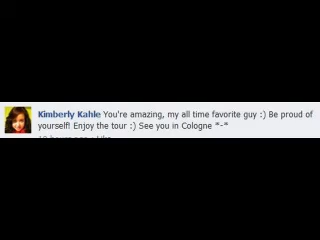 Kimberly Kahle You're amazing, my all time favorite guy :) Be proud of
yourself! Enjoy the tour :) See you in Cologne *-*